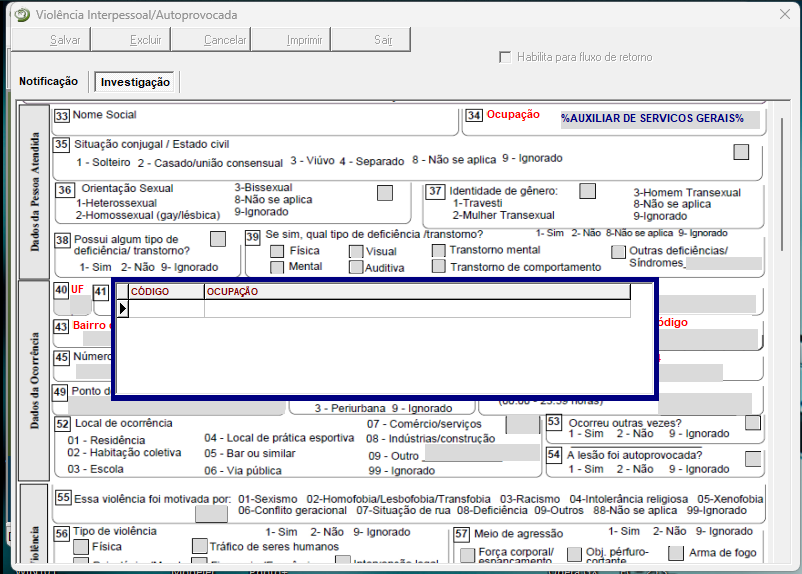 Violência Interpessoal/Autoprovocada
Salvar Excluir Cancelar Imprimir Sair
Habilita para fluxo de retorno
Notificação Investigação
Dados da Pessoa Atendida
33 Nome Social
34 Ocupação %AUXILIAR DE SERVICOS GERAIS%
35 Situação conjugal / Estado civil
1 - Solteiro 2 - Casado/união consensual 3 - Viúvo 4 - Separado 8 - Não se aplica 9 - Ignorado
36 Orientação Sexual
1-Heterossexual
2-Homossexual (gay/lésbica)
3-Bissexual
8-Não se aplica
9-Ignorado
37 Identidade de gênero:
1-Travesti
2-Mulher Transexual
3-Homem Transexual
8-Não se aplica
9-Ignorado
38 Possui algum tipo de
deficiência/ transtorno?
1- Sim 2- Não 9- Ignorado
39 Se sim, qual tipo de deficiência /transtorno?
1- Sim 2- Não 8-Não se aplica 9- Ignorado
Física Visual Transtorno mental Outras deficiências/
Síndromes
Mental Auditiva Transtorno de comportamento
Dados da Ocorrência
40 UF 41
CÓDIGO OCUPAÇÃO
43 Bairro
ódigo
45 Número
49 Ponto d
3 - Periurbana 9 - Ignorado
(00:00 - 23:59 horas)
52 Local de ocorrência
01 - Residência
02 - Habitação coletiva
03 - Escola
04 - Local de prática esportiva
05 - Bar ou similar
06 - Via pública
07 - Comércio/serviços
08 - Indústrias/construção
09 - Outro
99 - Ignorado
53 Ocorreu outras vezes?
1 - Sim 2 - Não 9 - Ignorado
54 A lesão foi autoprovocada?
1 - Sim 2 - Não 9 - Ignorado
violência
55 Essa violência foi motivada por: 01-Sexismo 02-Homofobia/Lesbofobia/Transfobia 03-Racismo 04-Intolerância religiosa 05-Xenofobia
06-Conflito geracional 07-Situação de rua 08-Deficiência 09-Outros 88-Não se aplica 99-Ignorado
56 Tipo de violência 1- Sim 2- Não 9- Ignorado
Física Tráfico de seres humanos
Intervenção legal
57 Meio de agressão 1- Sim 2- Não 9- Ignorado
Força corporal/
espancamento
Obj. pérfuro-
cortante
Arma de fogo